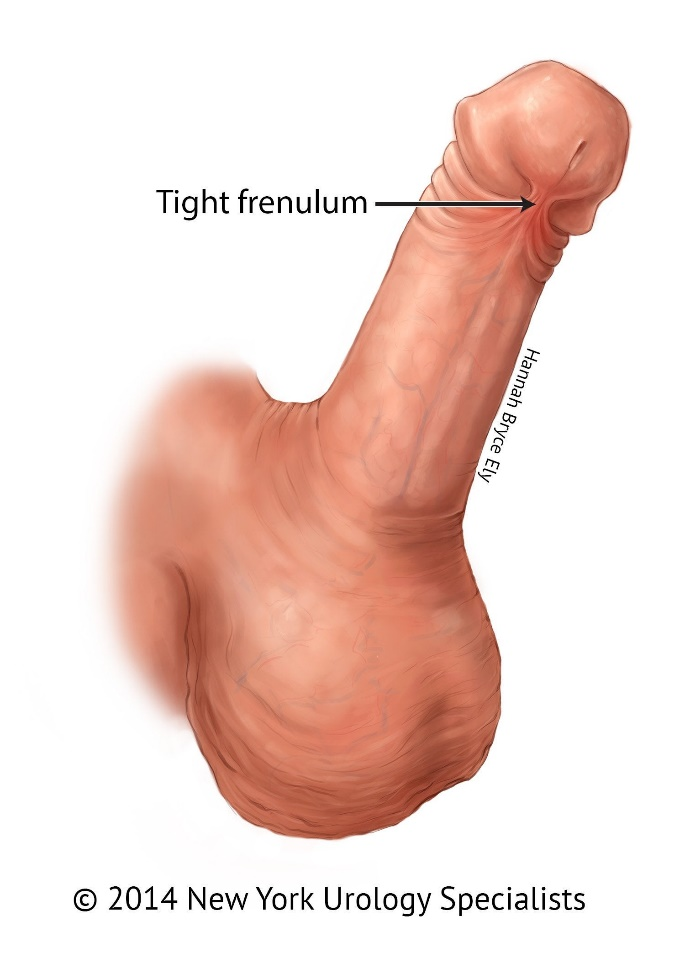 Tight frenulum
Hannah Bryce Ely
© 2014 New York Urology Specialists